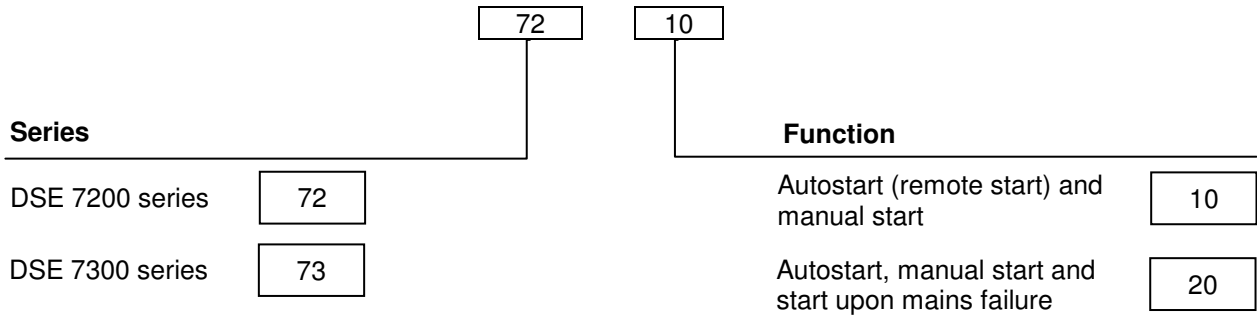 72 10
Series
DSE 7200 series 72
DSE 7300 series 73
Function
Autostart (remote start) and
manual start
10
Autostart, manual start and
start upon mains failure
20